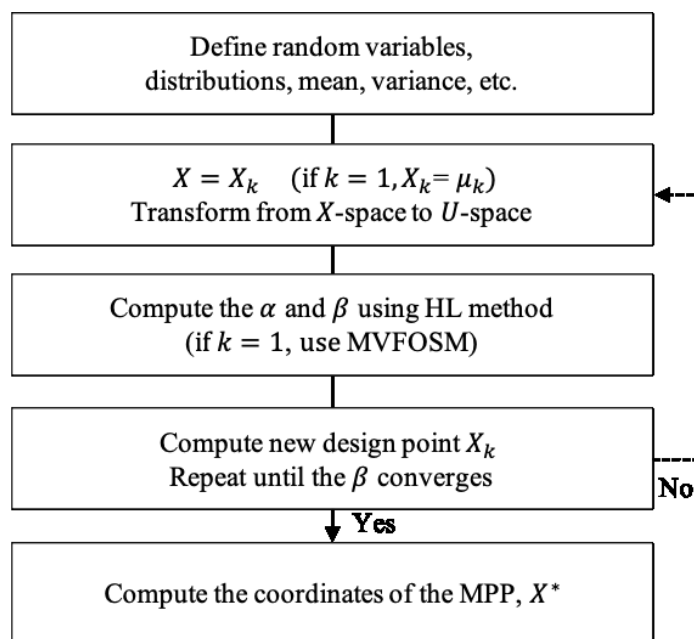 Define random variables,
distributions, mean, variance, etc.
X = X_k (if k = 1, X_k= μ_k)
Transform from X-space to U-space
Compute the α and β using HL method
(if k = 1, use MVFOSM)
Compute new design point X_k
Repeat until the β converges
No
Yes
Compute the coordinates of the MPP, X*